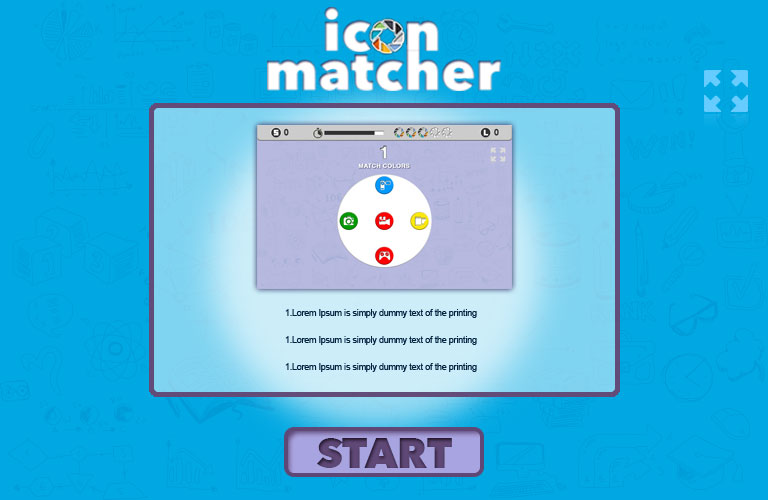 icon
matcher
S 0
L 0
1
MATCH COLORS
1.Lorem Ipsum is simply dummy text of the printing
1.Lorem Ipsum is simply dummy text of the printing
1.Lorem Ipsum is simply dummy text of the printing
START